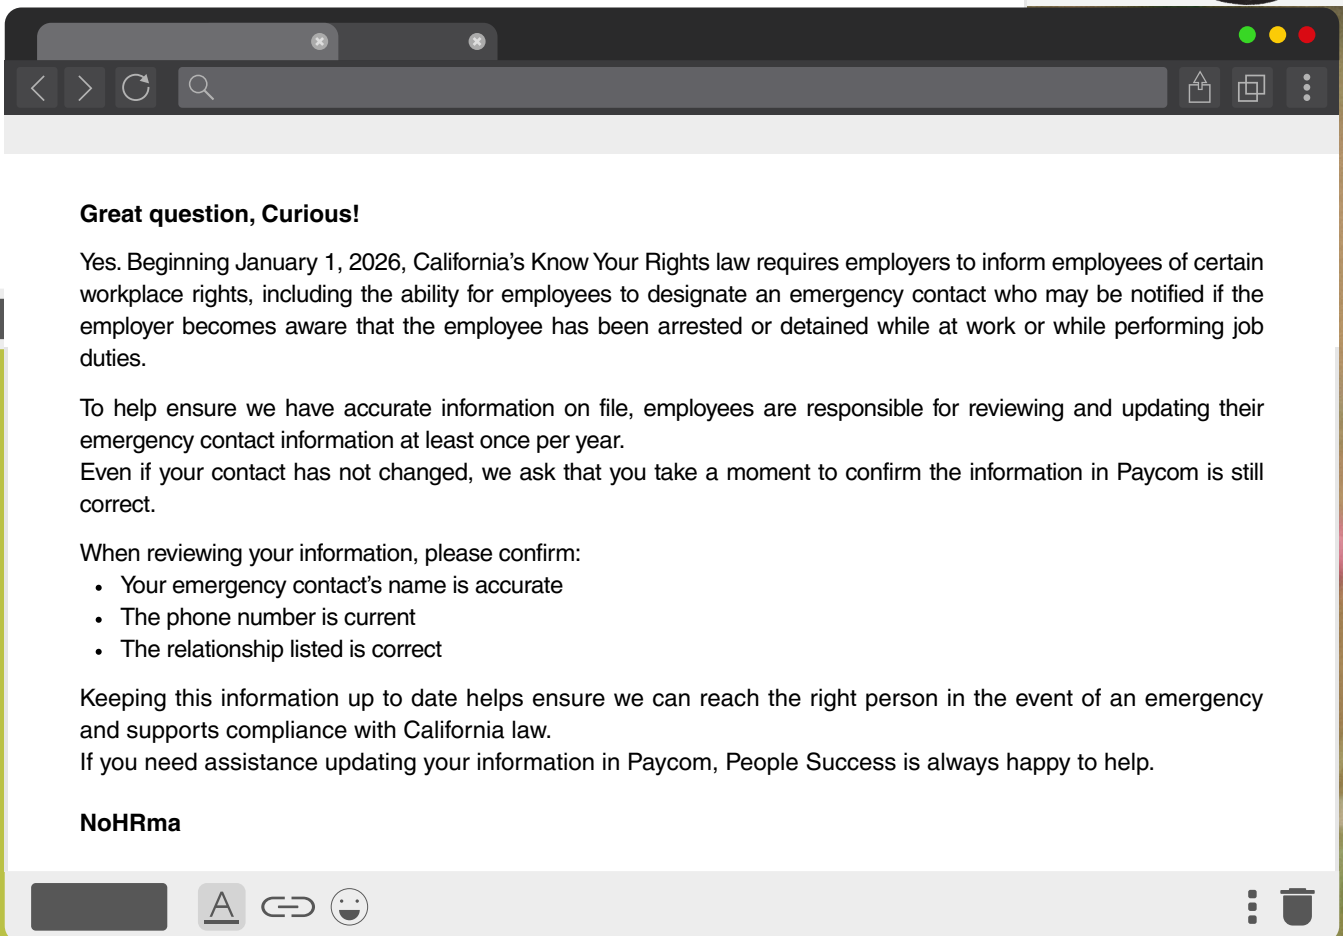 Great question, Curious!
Yes. Beginning January 1, 2026, California’s Know Your Rights law requires employers to inform employees of certain
workplace rights, including the ability for employees to designate an emergency contact who may be notified if the
employer becomes aware that the employee has been arrested or detained while at work or while performing job
duties.
To help ensure we have accurate information on file, employees are responsible for reviewing and updating their
emergency contact information at least once per year.
Even if your contact has not changed, we ask that you take a moment to confirm the information in Paycom is still
correct.
When reviewing your information, please confirm:
• Your emergency contact’s name is accurate
• The phone number is current
• The relationship listed is correct
Keeping this information up to date helps ensure we can reach the right person in the event of an emergency
and supports compliance with California law.
If you need assistance updating your information in Paycom, People Success is always happy to help.
NoHRma
A